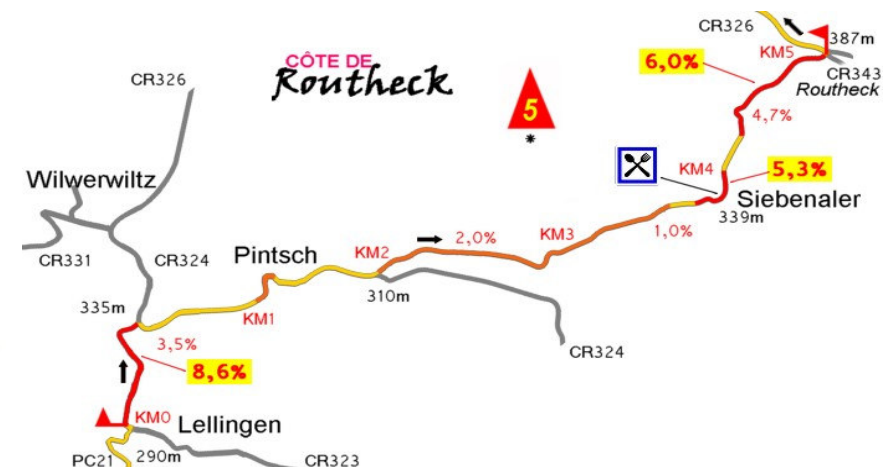 CR326
387m
KM5
CÔTE DE
Routheck
6,0%
CR343
Routheck
CR326
5
*
4,7%
KM4
5,3%
Wilwerwiltz
Siebenaler
339m
KM3
2,0%
1,0%
Pintsch
KM2
CR331
CR324
310m
335m
KM1
3,5%
CR324
8,6%
KM0
Lellingen
PC21
290m
CR323